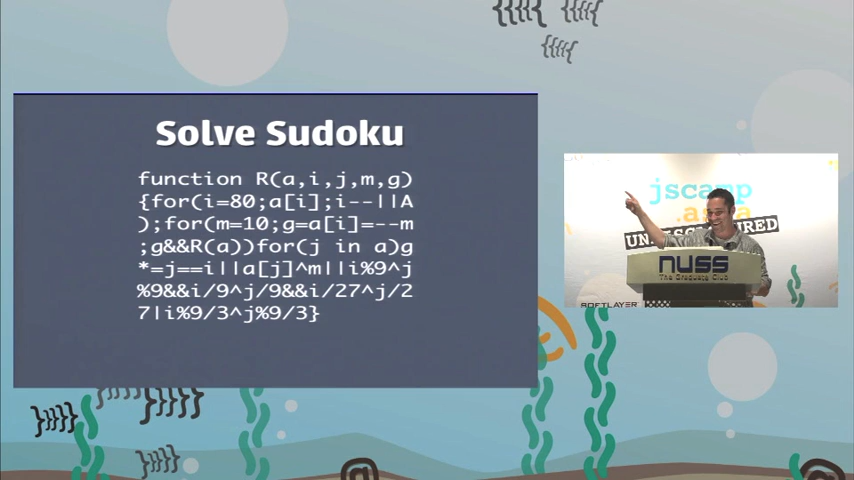 Solve Sudoku
function R(a,i,j,m,g)
{for(i=80;a[i];i--||A
);for(m=10;g=a[i]=--m
;g&&R(a))for(j in a)g
*=j==i||a[j]^m||i%9^j
%9&&i/9^j/9&&i/27^j/2
7|i%9/3^j%9/3}
jscamp
.asia
NUSS
The Graduate Club
SOFTLAYER